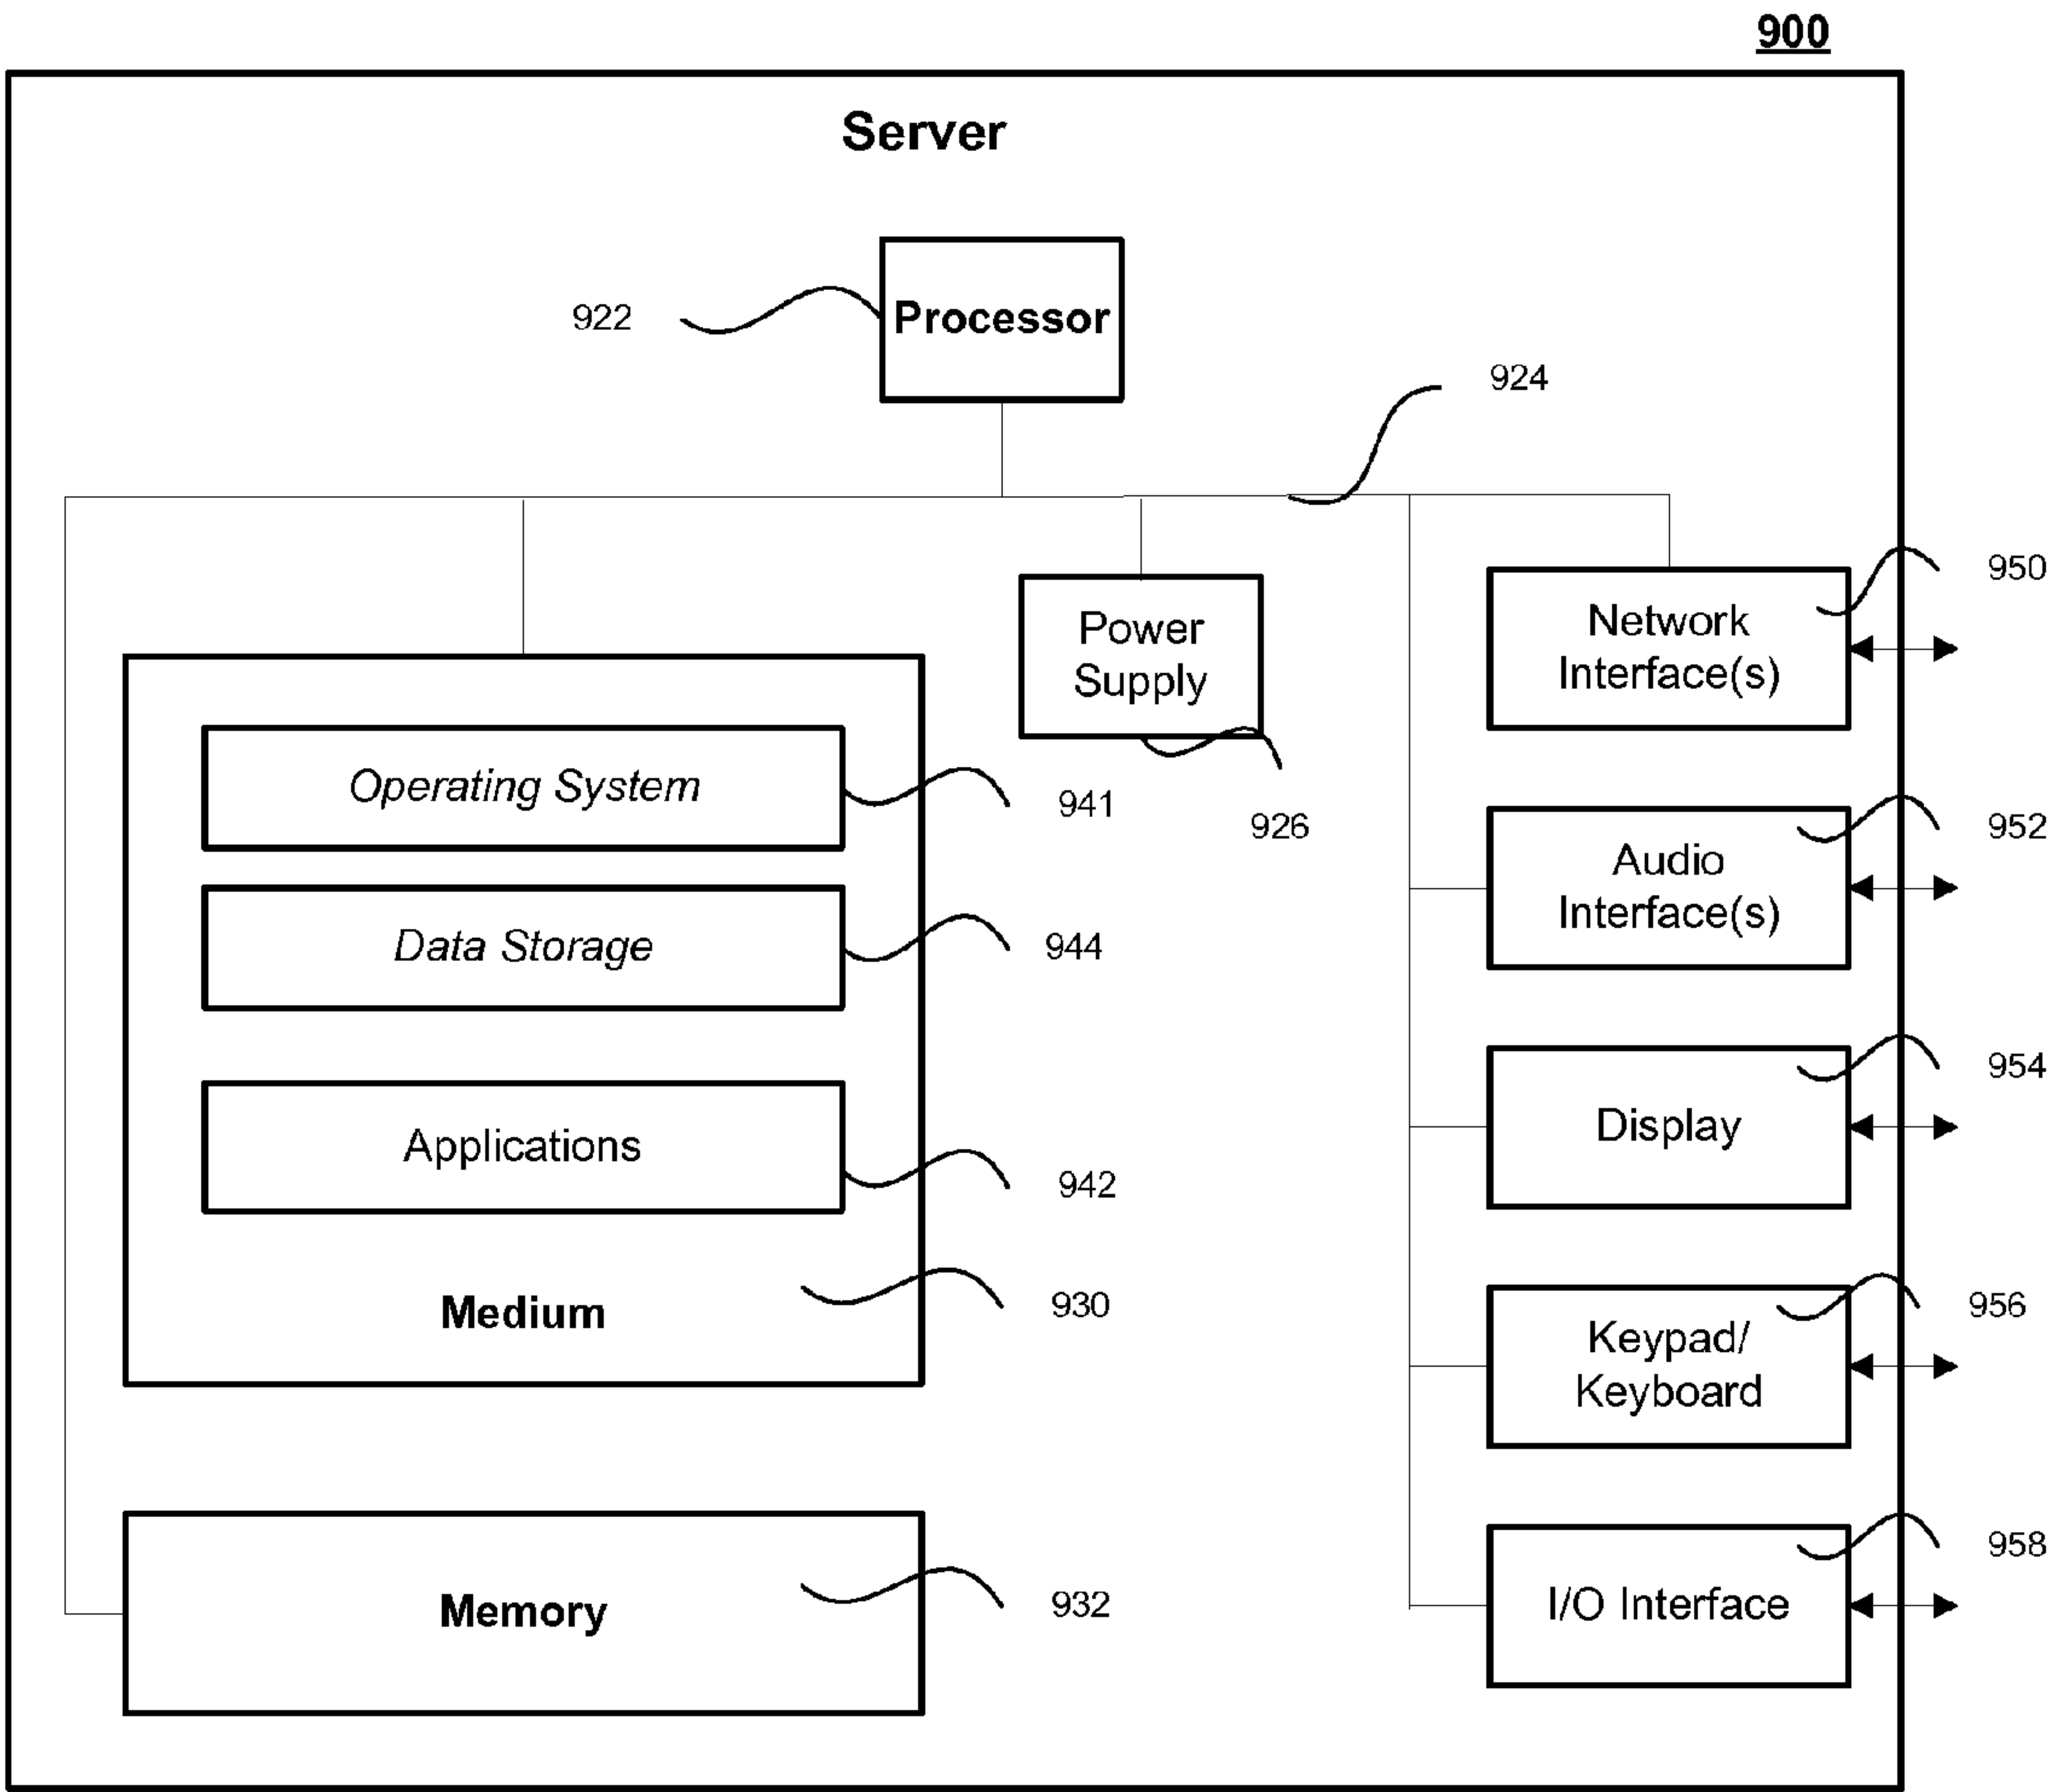 900
Server
922
Processor
924
950
Network
Interface(s)
Power
Supply
926
Operating System
941
952
Audio
Interface(s)
Data Storage
944
954
Display
Applications
942
Medium
930
956
Keypad/
Keyboard
958
I/O Interface
Memory
932